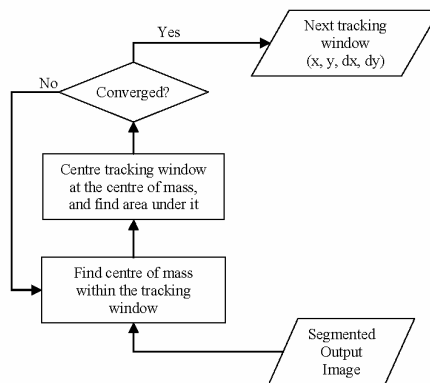 Yes
Next tracking
window
(x, y, dx, dy)
No
Converged?
Centre tracking window
at the centre of mass,
and find area under it
Find centre of mass
within the tracking
window
Segmented
Output
Image